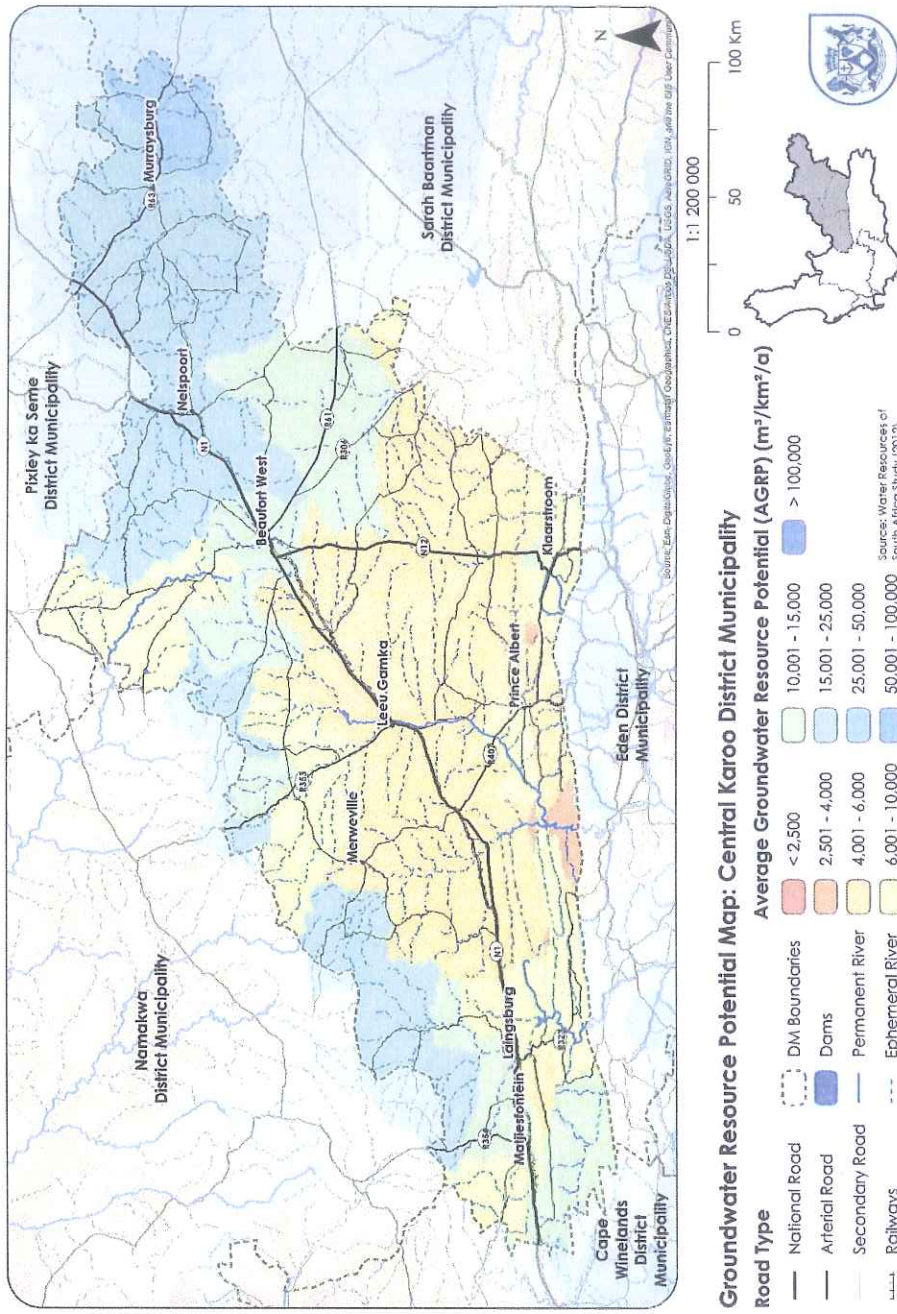 Pixley ka Seme
District Municipality
Namakwa
District Municipality
R63
Murraysburg
Nelspoort
N1
Beaufort West
R61
R306
Sarah Baartman
District Municipality
R353
Merweville
Leeu.Gamka
N12
R407
Prince Albert
Klaarstroom
N1
Laingsburg
Matjiesfontein
R354
R323
Cape
Winelands
District
Municipality
Eden District
Municipality
N
Groundwater Resource Potential Map: Central Karoo District Municipality
1:1 200 000
0
50
100 Km
Road Type
National Road
Arterial Road
Secondary Road
Railways
DM Boundaries
Dams
Permanent River
Ephemeral River
Average Groundwater Resource Potential (AGRP) (m³/km²/a)
< 2,500
2,501 - 4,000
4,001 - 6,000
6,001 - 10,000
10,001 - 15,000
15,001 - 25,000
25,001 - 50,000
50,001 - 100,000
> 100,000
Source: Water Resources of
South Africa Study (2012)